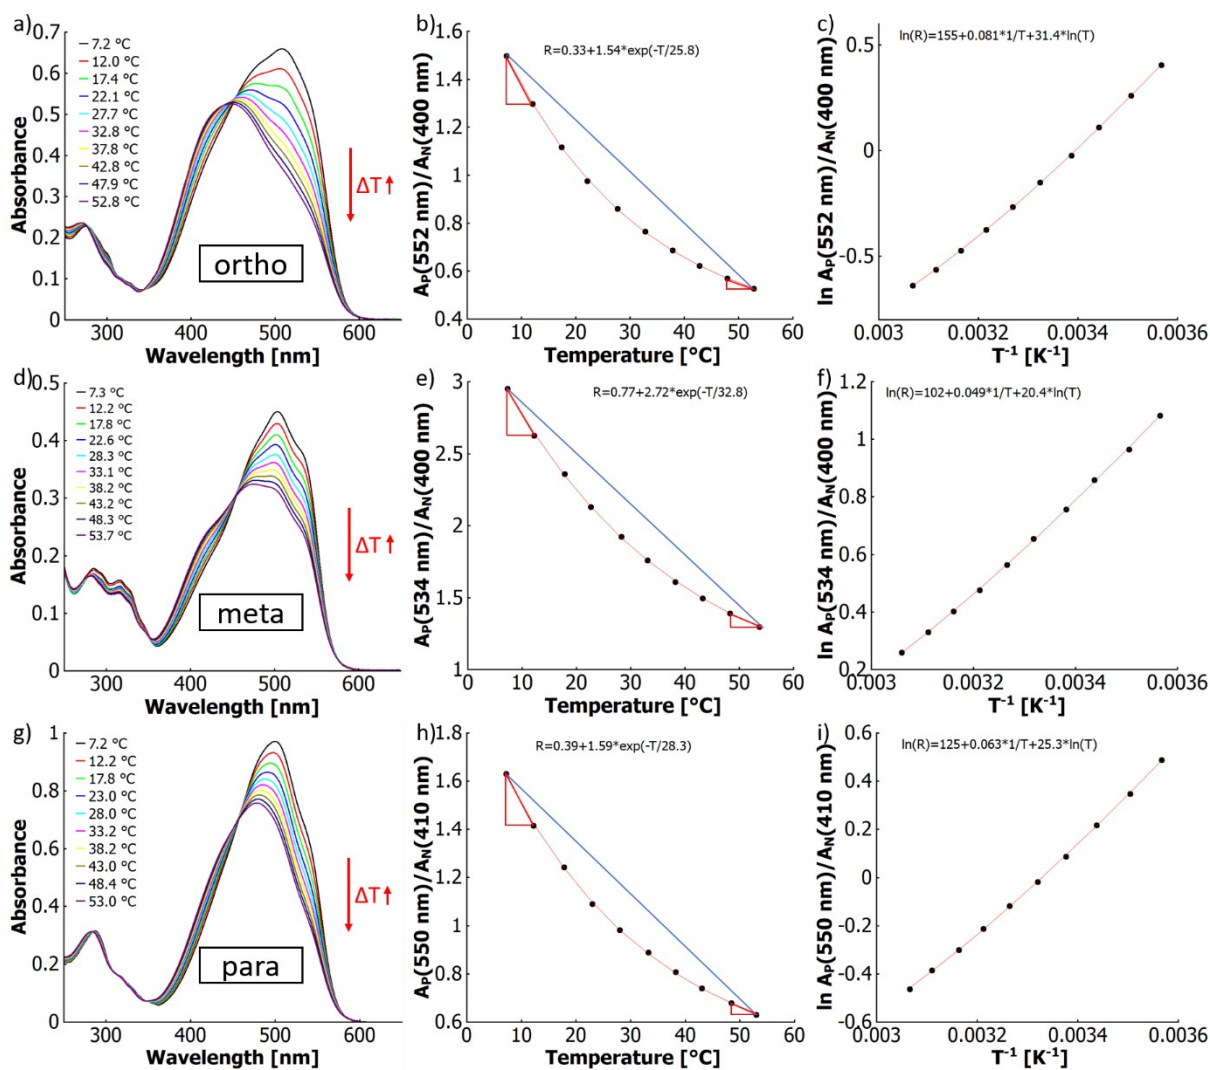 a)
0.7
0.6
0.5
0.4
0.3
0.2
0.1
0
Absorbance
7.2 °C
12.0 °C
17.4 °C
22.1 °C
27.7 °C
32.8 °C
37.8 °C
42.8 °C
47.9 °C
52.8 °C
ΔT
ortho
300 400 500 600
Wavelength [nm]
b)
1.6
1.4
1.2
1
0.8
0.6
0.4
A_P(552 nm)/A_N(400 nm)
R=0.33+1.54*exp(-T/25.8)
0 10 20 30 40 50 60
Temperature [°C]
c)
0.5
0
-0.5
ln A_P(552 nm)/A_N(400 nm)
ln(R)=155+0.081*1/T+31.4*ln(T)
0.003 0.0032 0.0034 0.0036
T⁻¹ [K⁻¹]
d)
0.5
0.4
0.3
0.2
0.1
0
Absorbance
7.3 °C
12.2 °C
17.8 °C
22.6 °C
28.3 °C
33.1 °C
38.2 °C
43.2 °C
48.3 °C
53.7 °C
ΔT
meta
300 400 500 600
Wavelength [nm]
e)
3
2.5
2
1.5
1
A_P(534 nm)/A_N(400 nm)
R=0.77+2.72*exp(-T/32.8)
0 10 20 30 40 50 60
Temperature [°C]
f)
1.2
1
0.8
0.6
0.4
0.2
ln A_P(534 nm)/A_N(400 nm)
ln(R)=102+0.049*1/T+20.4*ln(T)
0.003 0.0032 0.0034 0.0036
T⁻¹ [K⁻¹]
g)
1
0.8
0.6
0.4
0.2
0
Absorbance
7.2 °C
12.2 °C
17.8 °C
23.0 °C
28.0 °C
33.2 °C
38.2 °C
43.0 °C
48.4 °C
53.0 °C
ΔT
para
300 400 500 600
Wavelength [nm]
h)
1.8
1.6
1.4
1.2
1
0.8
0.6
A_P(550 nm)/A_N(410 nm)
R=0.39+1.59*exp(-T/28.3)
0 10 20 30 40 50 60
Temperature [°C]
i)
0.6
0.4
0.2
0
-0.2
-0.4
-0.6
ln A_P(550 nm)/A_N(410 nm)
ln(R)=125+0.063*1/T+25.3*ln(T)
0.003 0.0032 0.0034 0.0036
T⁻¹ [K⁻¹]